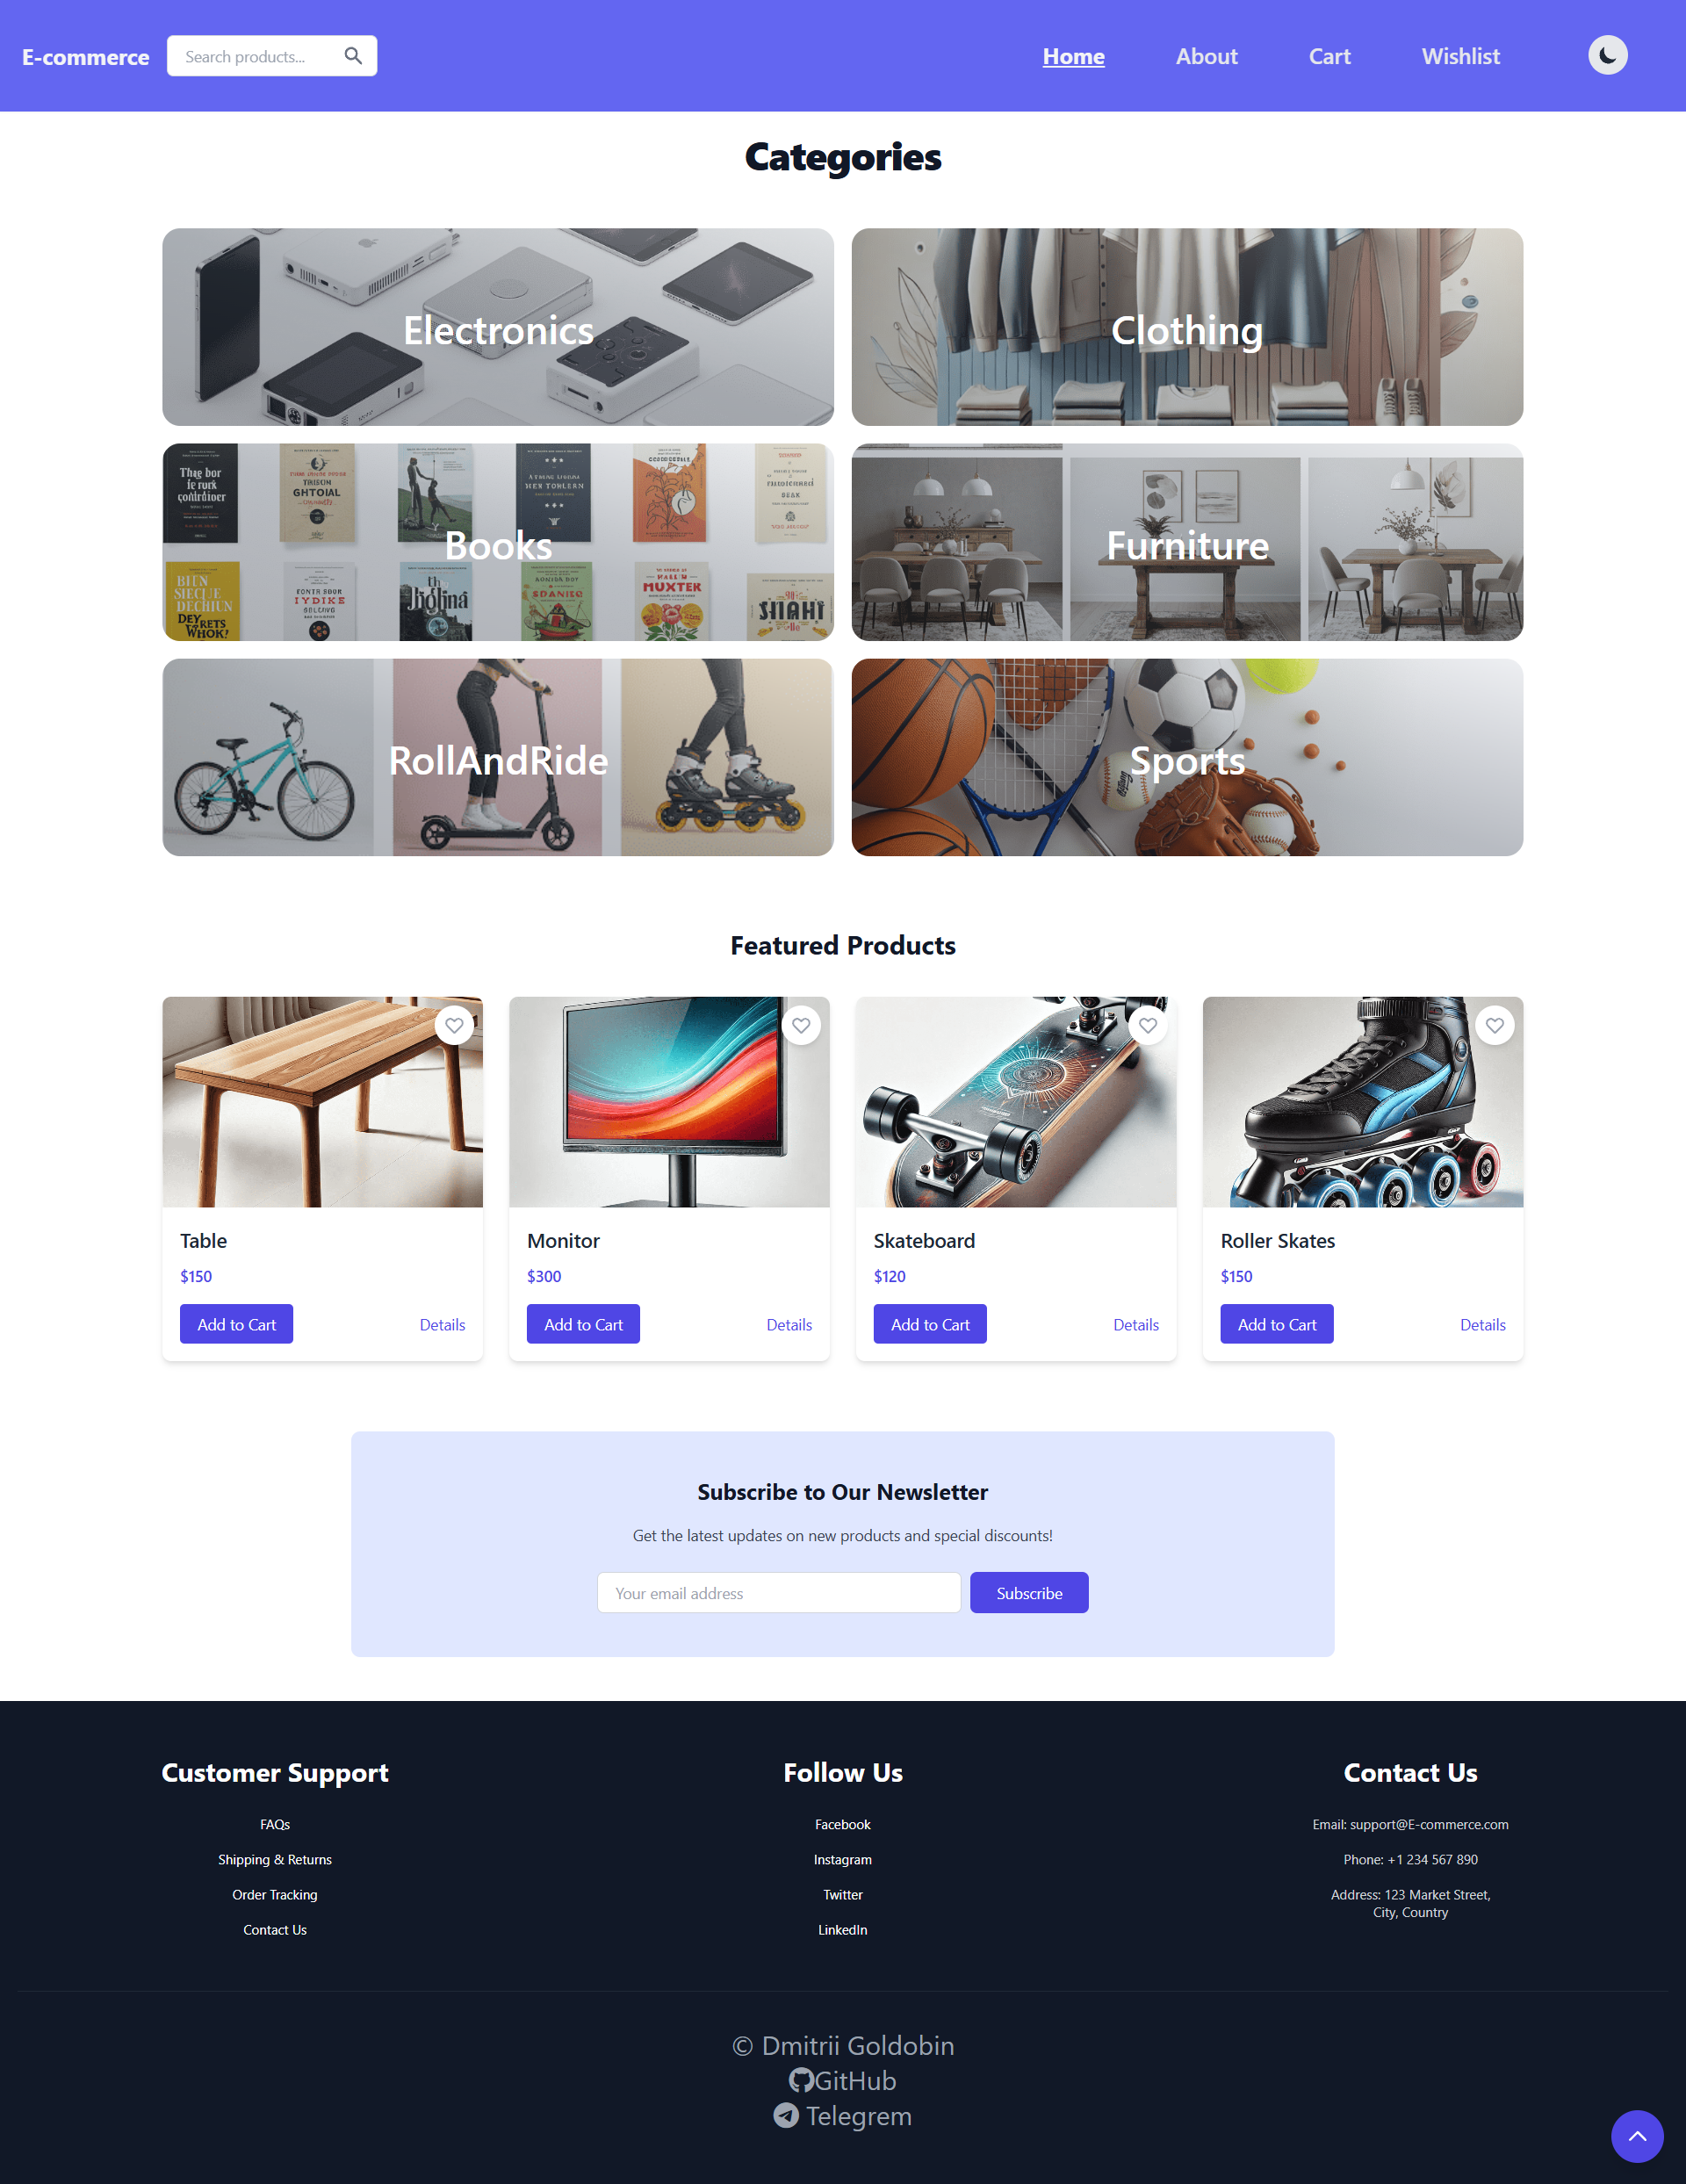 E-commerce
Search products...
Home
About
Cart
Wishlist
Categories
Electronics
Clothing
Books
Furniture
RollAndRide
Sports
Featured Products
Table
$150
Add to Cart
Details
Monitor
$300
Add to Cart
Details
Skateboard
$120
Add to Cart
Details
Roller Skates
$150
Add to Cart
Details
Subscribe to Our Newsletter
Get the latest updates on new products and special discounts!
Your email address
Subscribe
Customer Support
FAQs
Shipping & Returns
Order Tracking
Contact Us
Follow Us
Facebook
Instagram
Twitter
LinkedIn
Contact Us
Email: support@E-commerce.com
Phone: +1 234 567 890
Address: 123 Market Street,
City, Country
© Dmitrii Goldobin
GitHub
Telegrem